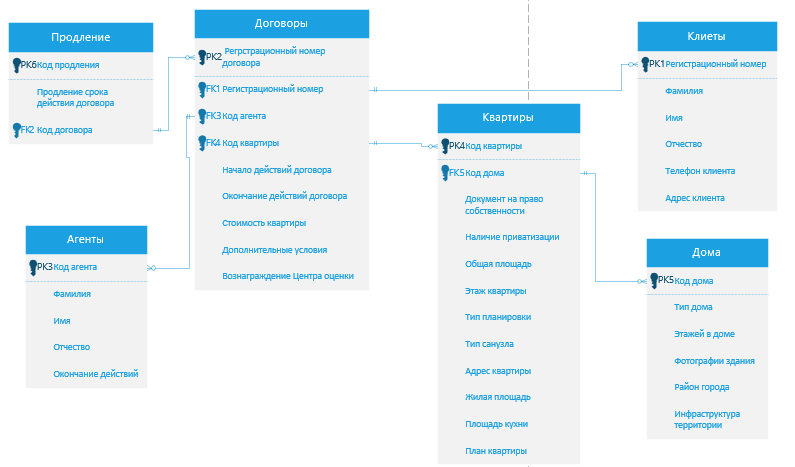 Продление
PK6 Код продления
Продление срока
действия договора
FK2 Код договора
Договоры
PK2 Регрстрационный номер
договора
FK1 Регистрационный номер
FK3 Код агента
FK4 Код квартиры
Начало действий договора
Окончание действий договора
Стоимость квартиры
Дополнительные условия
Вознаграждение Центра оценки
Клиеты
PK1 Регистрационный номер
Фамилия
Имя
Отчество
Телефон клиента
Адрес клиента
Квартиры
PK4 Код квартиры
FK5 Код дома
Документ на право
собственности
Наличие приватизации
Общая площадь
Этаж квартиры
Тип планировки
Тип санузла
Адрес квартиры
Жилая площадь
Площадь кухни
План квартиры
Агенты
PK3 Код агента
Фамилия
Имя
Отчество
Окончание действий
Дома
PK5 Код дома
Тип дома
Этажей в доме
Фотографии здания
Район города
Инфраструктура
территории